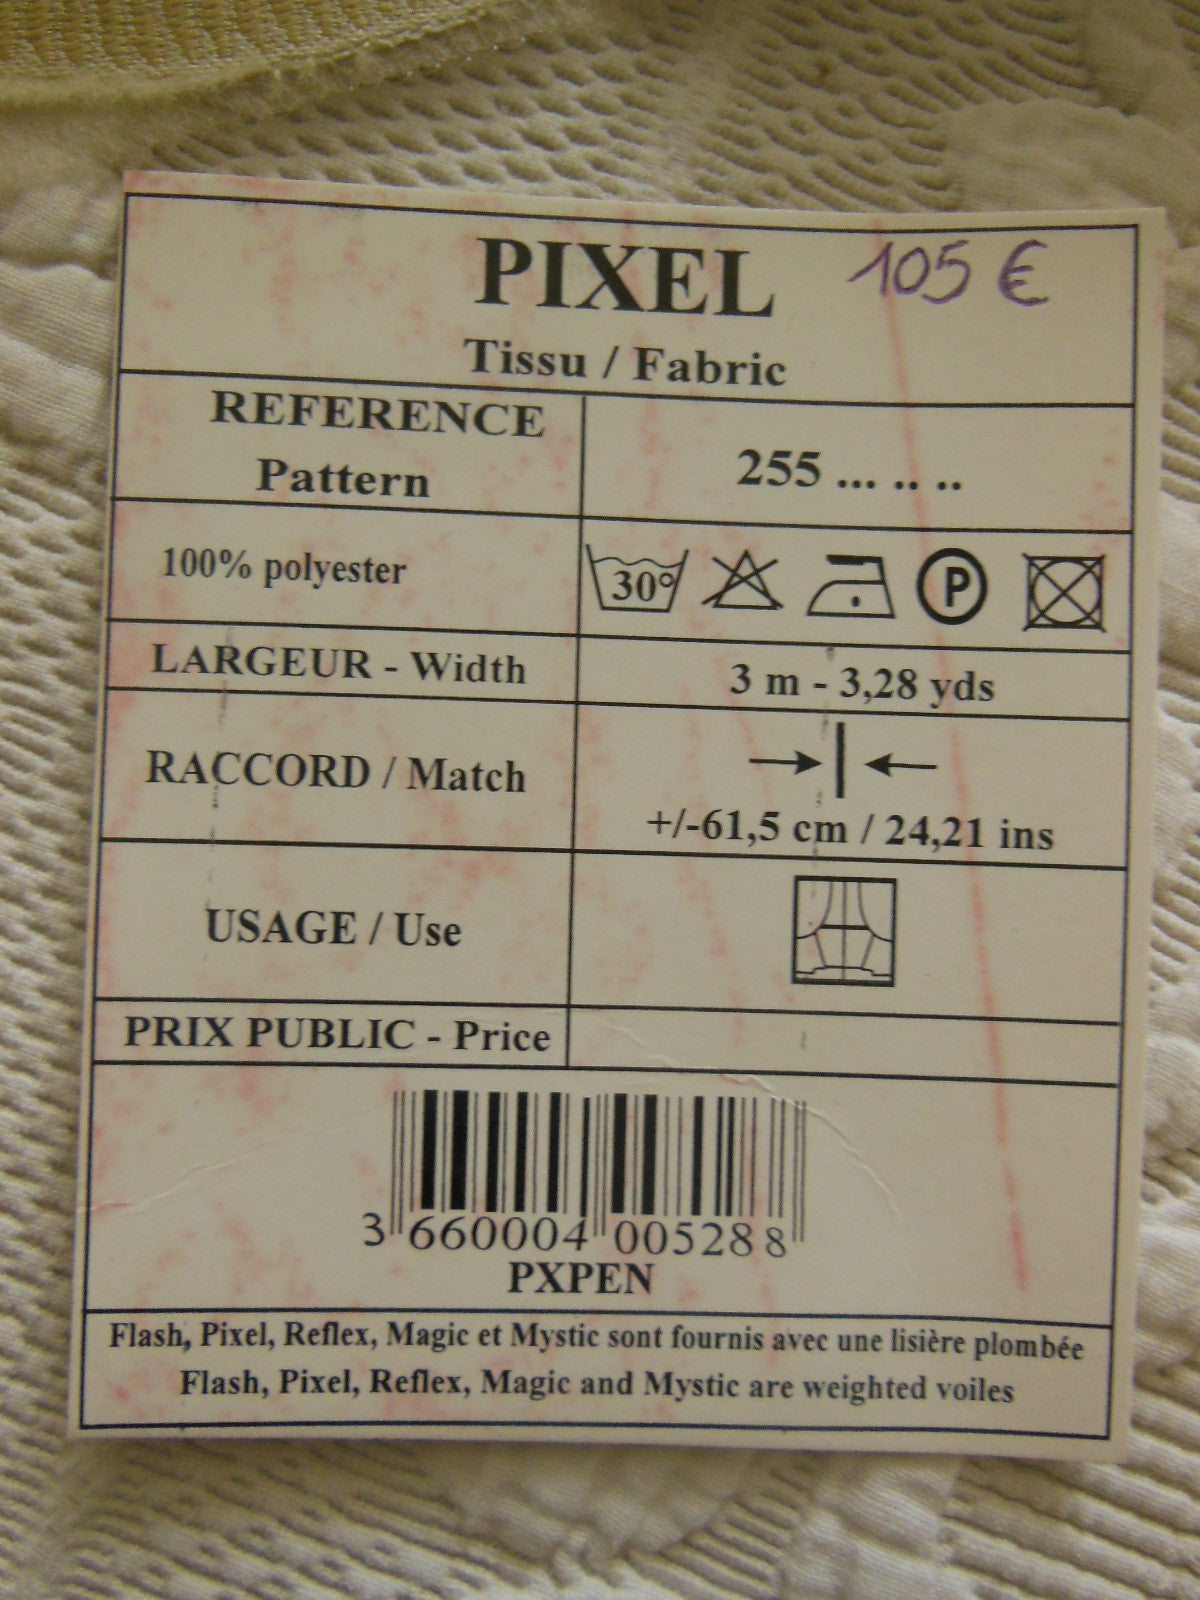 PIXEL 105 €
Tissu / Fabric
REFERENCE
Pattern
255 ... .. ..
100% polyester
30°
P
LARGEUR - Width
3 m - 3,28 yds
RACCORD / Match
+/-61,5 cm / 24,21 ins
USAGE / Use
PRIX PUBLIC - Price
3 660004 005288
PXPEN
Flash, Pixel, Reflex, Magic et Mystic sont fournis avec une lisière plombée
Flash, Pixel, Reflex, Magic and Mystic are weighted voiles